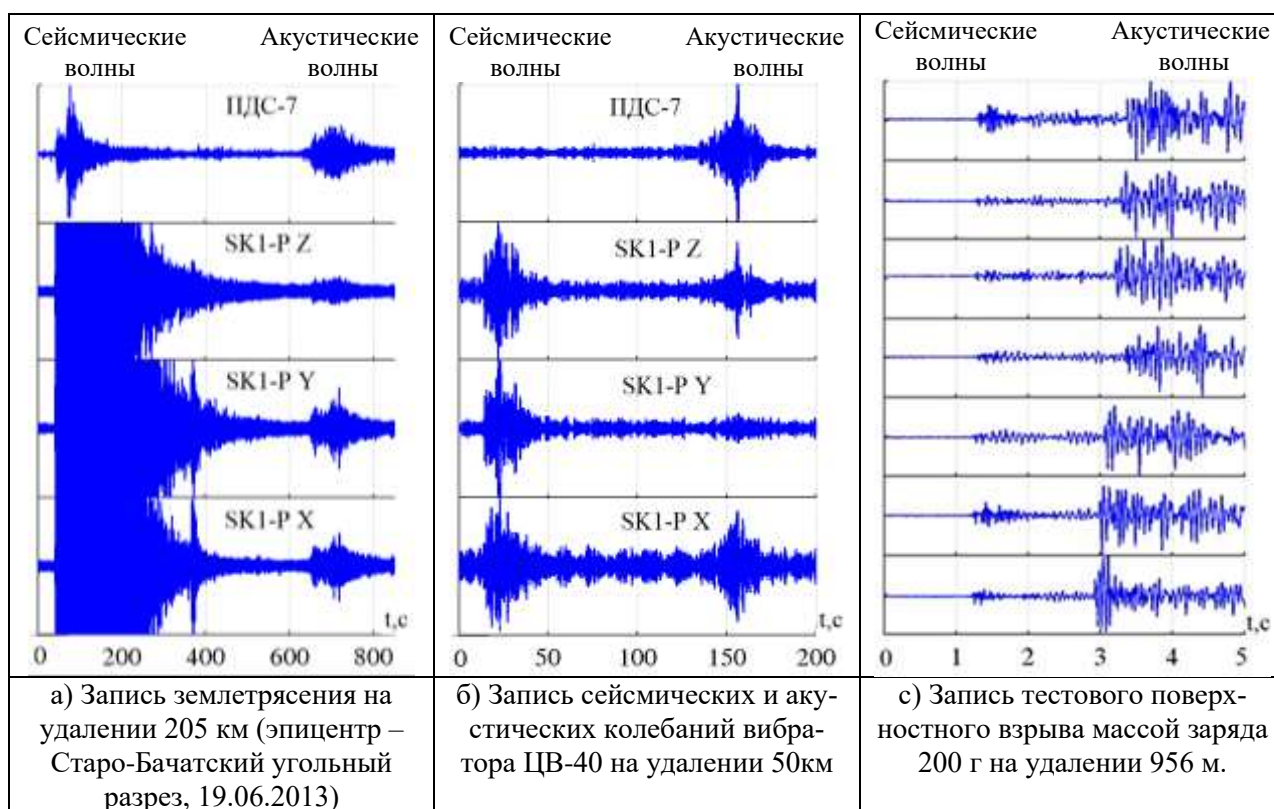 Сейсмические Акустические
волны волны
ПДС-7
SK1-P Z
SK1-P Y
SK1-P X
t,c
0 200 400 600 800
а) Запись землетрясения на
удалении 205 км (эпицентр –
Старо-Бачатский угольный
разрез, 19.06.2013)
Сейсмические Акустические
волны волны
ПДС-7
SK1-P Z
SK1-P Y
SK1-P X
t,c
0 50 100 150 200
б) Запись сейсмических и аку-
стических колебаний вибра-
тора ЦВ-40 на удалении 50км
Сейсмические Акустические
волны волны
t,c
0 1 2 3 4 5
с) Запись тестового поверх-
ностного взрыва массой заряда
200 г на удалении 956 м.